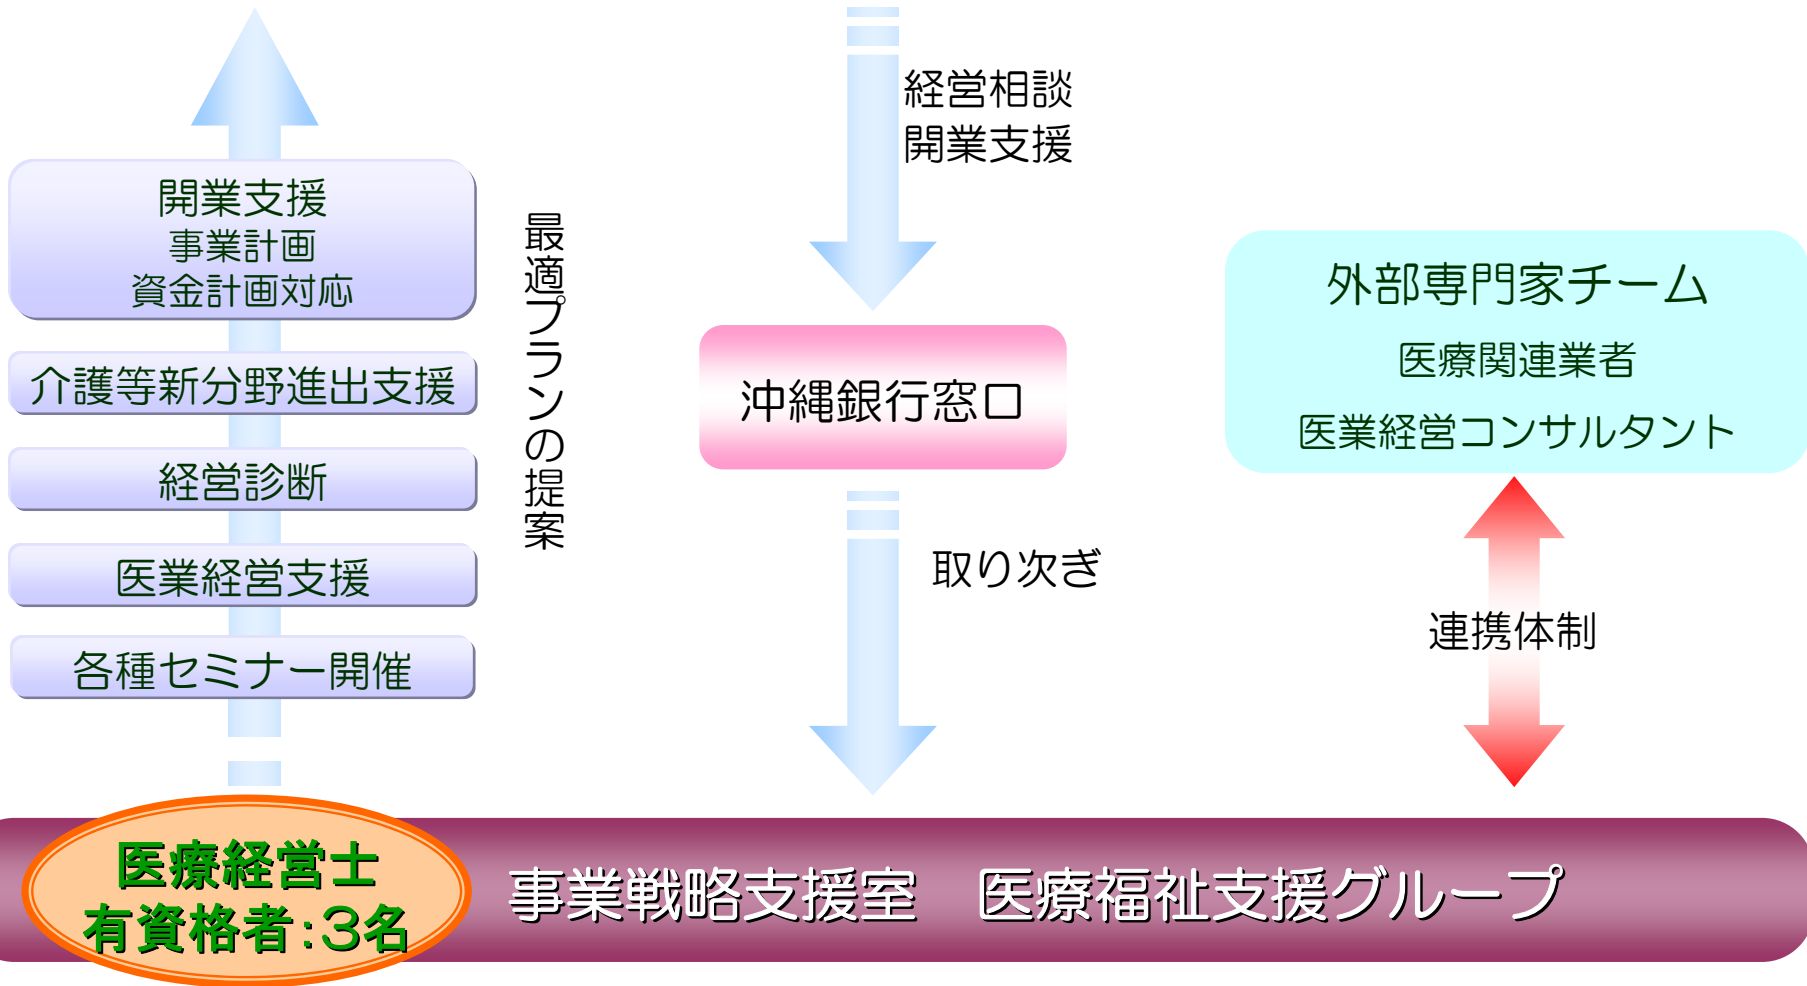 経営相談
開業支援
開業支援
事業計画
資金計画対応
介護等新分野進出支援
経営診断
医業経営支援
各種セミナー開催
最適プランの提案
沖縄銀行窓口
取り次ぎ
外部専門家チーム
医療関連業者
医業経営コンサルタント
連携体制
医療経営士
有資格者：3名
事業戦略支援室　医療福祉支援グループ